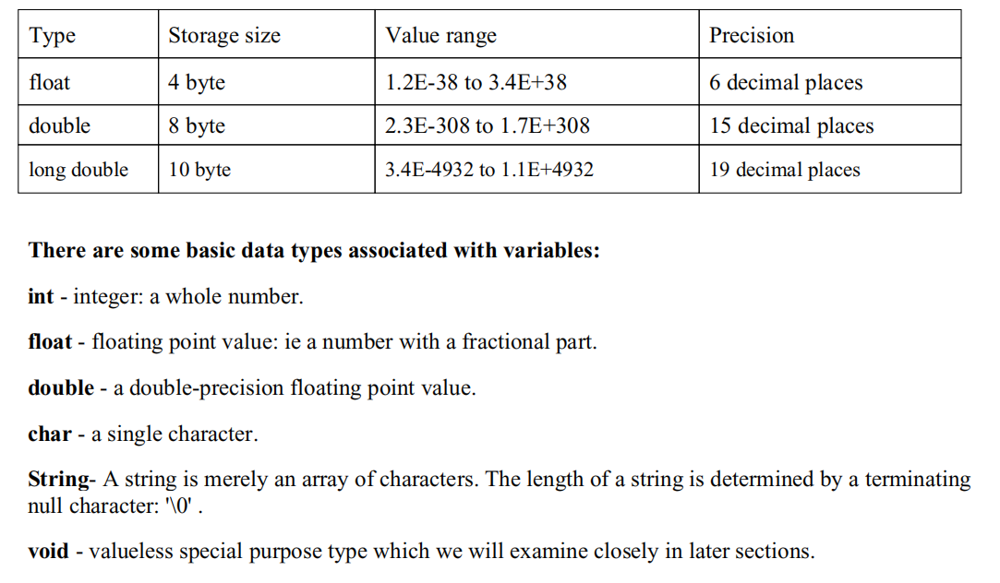 Type Storage size Value range Precision
float 4 byte 1.2E-38 to 3.4E+38 6 decimal places
double 8 byte 2.3E-308 to 1.7E+308 15 decimal places
long double 10 byte 3.4E-4932 to 1.1E+4932 19 decimal places
There are some basic data types associated with variables:
int - integer: a whole number.
float - floating point value: ie a number with a fractional part.
double - a double-precision floating point value.
char - a single character.
String- A string is merely an array of characters. The length of a string is determined by a terminating
null character: '\0' .
void - valueless special purpose type which we will examine closely in later sections.